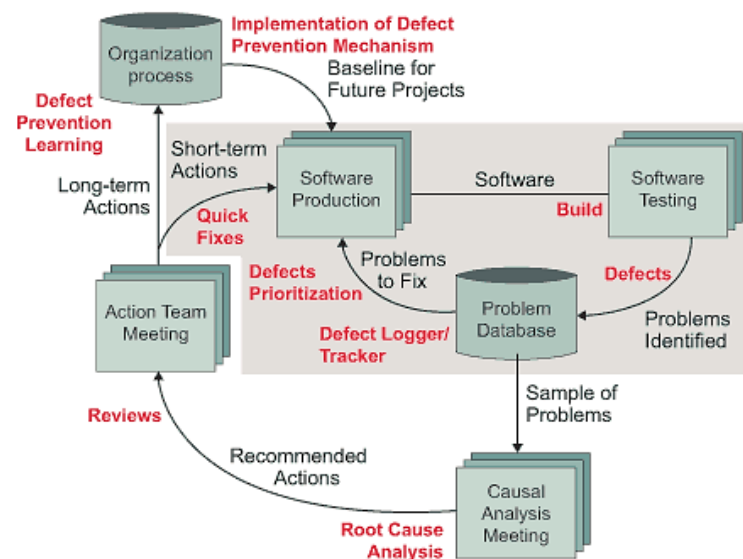 Implementation of Defect
Prevention Mechanism
Organization
process
Baseline for
Future Projects
Defect
Prevention
Learning
Short-term
Actions
Long-term
Actions
Software
Production
Software
Software
Testing
Build
Quick
Fixes
Defects
Prioritization
Problems
to Fix
Defects
Action Team
Meeting
Problem
Database
Defect Logger/
Tracker
Problems
Identified
Sample of
Problems
Reviews
Recommended
Actions
Causal
Analysis
Meeting
Root Cause
Analysis